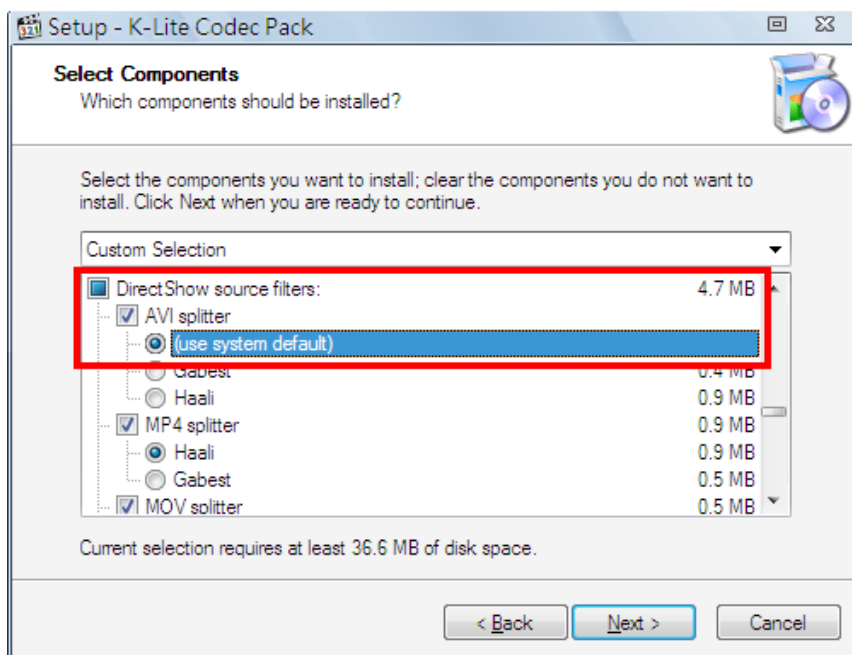 Setup - K-Lite Codec Pack
Select Components
Which components should be installed?
Select the components you want to install; clear the components you do not want to
install. Click Next when you are ready to continue.
Custom Selection
DirectShow source filters: 4.7 MB
AVI splitter
(use system default)
Gabest 0.4 MB
Haali 0.9 MB
MP4 splitter 0.9 MB
Haali 0.9 MB
Gabest 0.5 MB
MOV splitter 0.5 MB
Current selection requires at least 36.6 MB of disk space.
< Back Next > Cancel